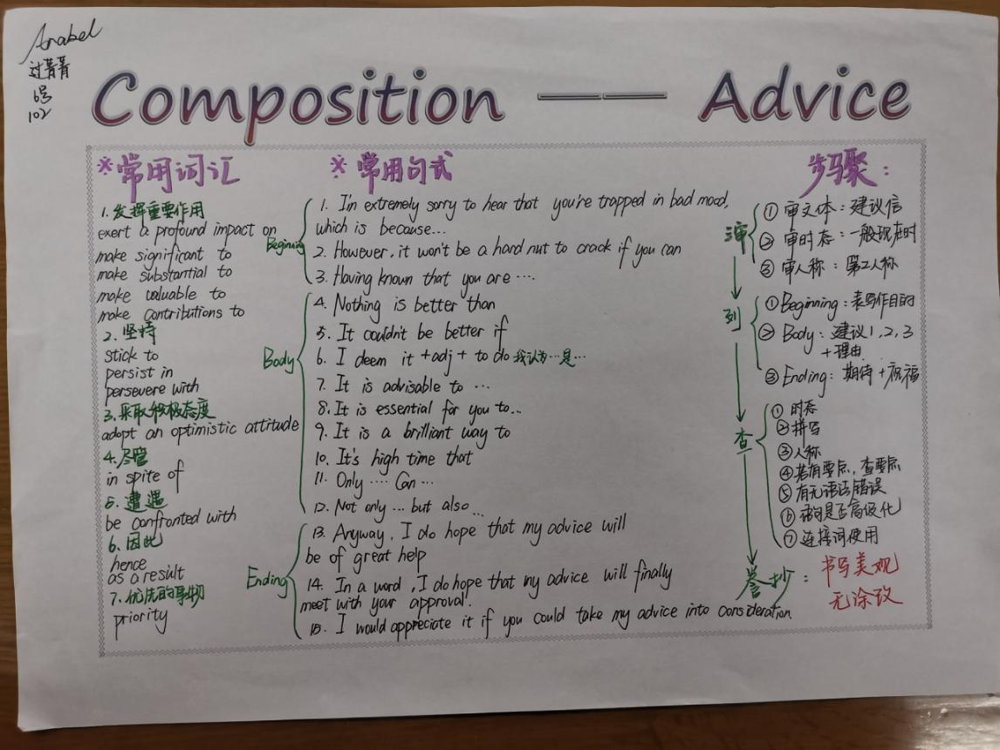 Anabel
过菁菁
6号
102
Composition —— Advice
※常用词汇
1.发挥重要作用
exert a profound impact on
make significant to
make substantial to
make valuable to
make contributions to
2.坚持
stick to
persist in
persevere with
3.采取积极态度
adopt an optimistic attitude
4.尽管
in spite of
5.遭遇
be confronted with
6.因此
hence
as a result
7.优先的事物
priority
※常用句式
Beginning
1. I'm extremely sorry to hear that you're trapped in bad mood,
which is because...
2. However, it won't be a hard nut to crack if you can
3. Having known that you are ....
Body
4. Nothing is better than
5. It couldn't be better if
6. I deem it +adj + to do 我认为…是…
7. It is advisable to ...
8. It is essential for you to...
9. It is a brilliant way to
10. It's high time that
11. Only .... Can ...
12. Not only ... but also...
Ending
13. Anyway, I do hope that my advice will
be of great help
14. In a word, I do hope that my advice will finally
meet with your approval.
15. I would appreciate it if you could take my advice into consideration.
步骤:
审
①审文体:建议信
②审时态:一般现在时
③审人称:第二人称
列
①Beginning:表写作目的
②Body:建议1,2,3
+理由
③Ending:期待+祝福
查
①时态
②拼写
③人称
④若有要点,查要点
⑤有无语法错误
⑥词是否高级化
⑦连接词使用
誊抄:
书写美观
无涂改